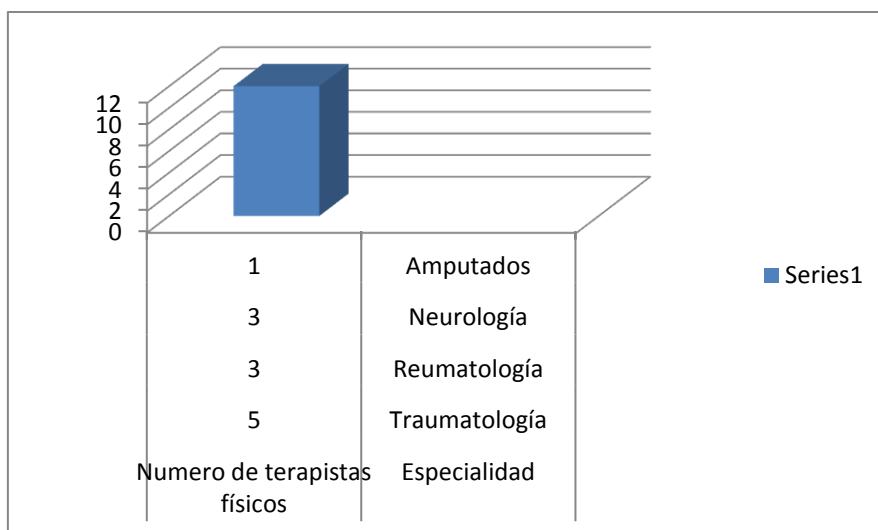 12
10
8
6
4
2
0
1 Amputados
3 Neurología
3 Reumatología
5 Traumatología
Numero de terapistas físicos Especialidad
Series1